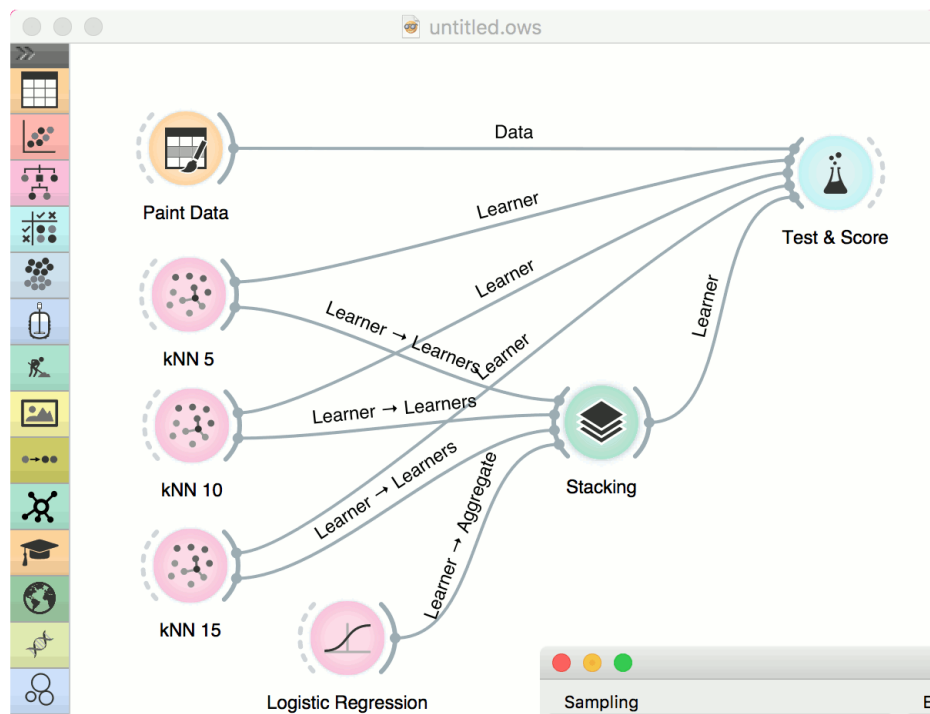 untitled.ows
Data
Paint Data
Learner
Test & Score
Learner
Learner → Learners
Learner
Learner
kNN 5
Learner → Learners
kNN 10
Stacking
Learner → Learners
Learner → Aggregate
kNN 15
Logistic Regression
Sampling